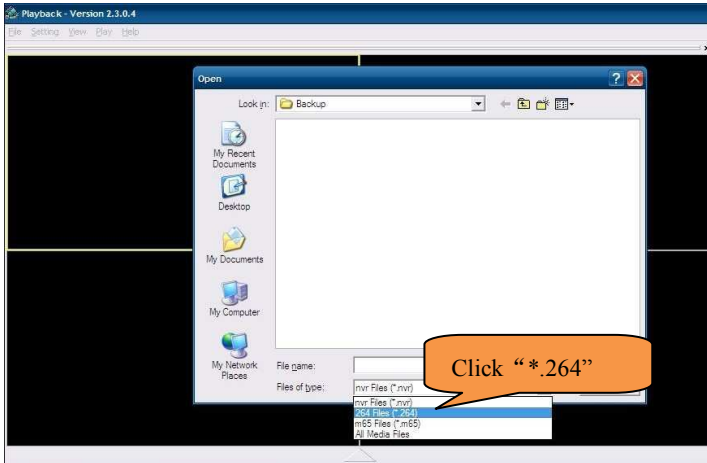 Playback - Version 2.3.0.4
File Setting View Play Help
Open
Look in: Backup
My Recent
Documents
Desktop
My Documents
My Computer
My Network
Places
File name:
Files of type: nvr Files (*.nvr)
nvr Files (*.nvr)
264 Files (*.264)
m65 Files (*.m65)
All Media Files
Click “*.264”